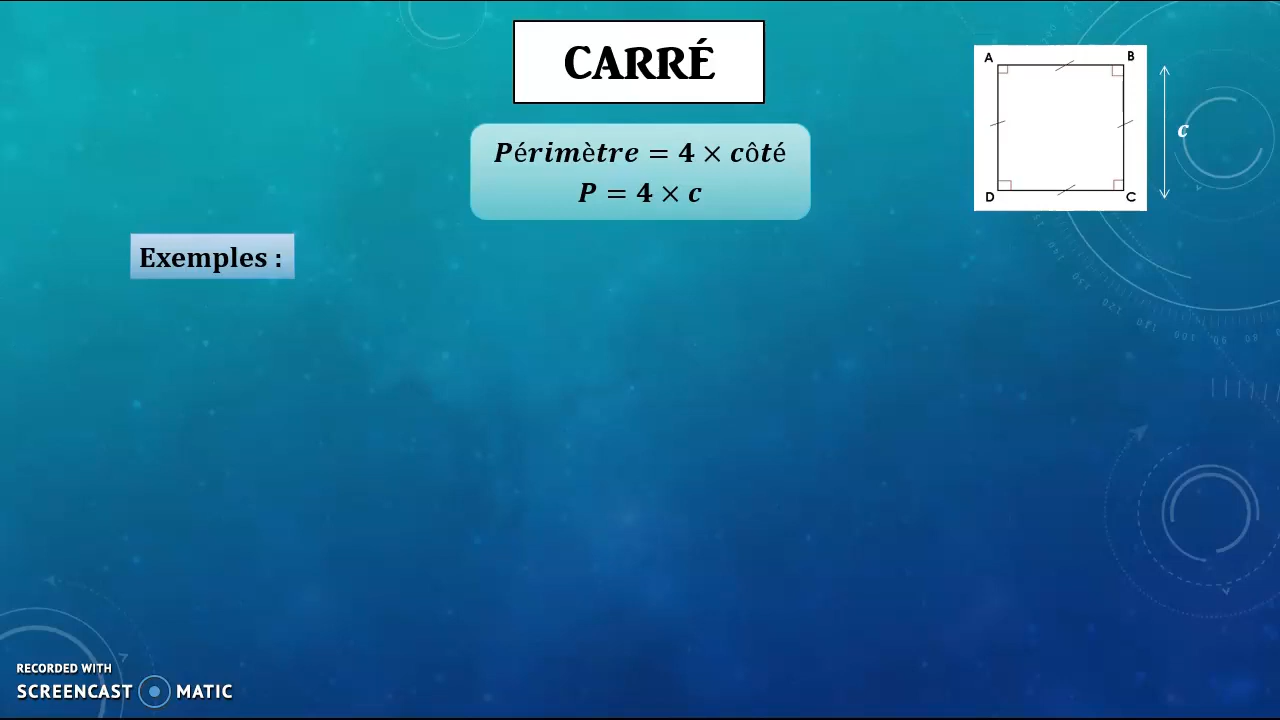 CARRÉ
Périmètre = 4 × côté
P = 4 × c
A
B
D
C
c
Exemples :
RECORDED WITH
SCREENCAST MATIC